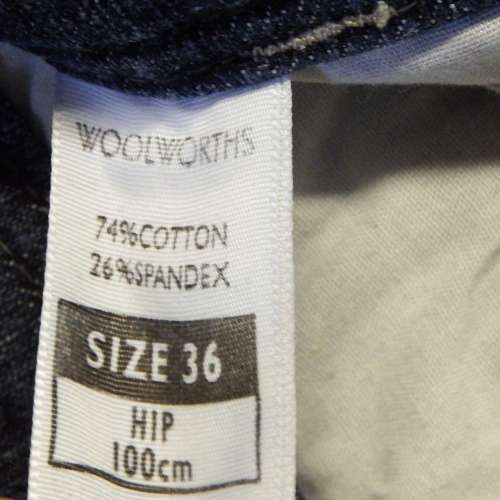 WOOLWORTHS
74%COTTON
26%SPANDEX
SIZE 36
HIP
100cm